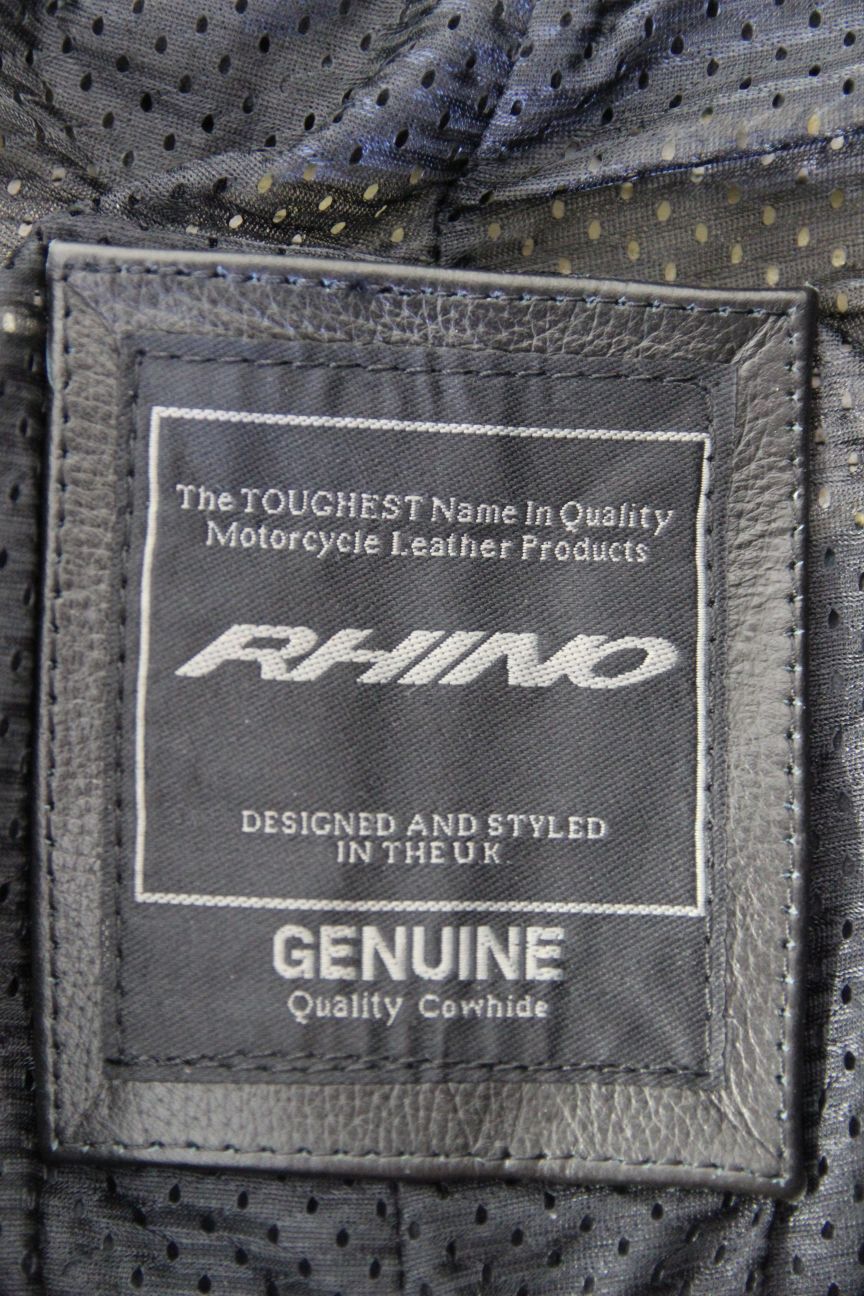 The TOUGHEST Name In Quality
Motorcycle Leather Products
RHINO
DESIGNED AND STYLED
IN THE U.K.
GENUINE
Quality Cowhide